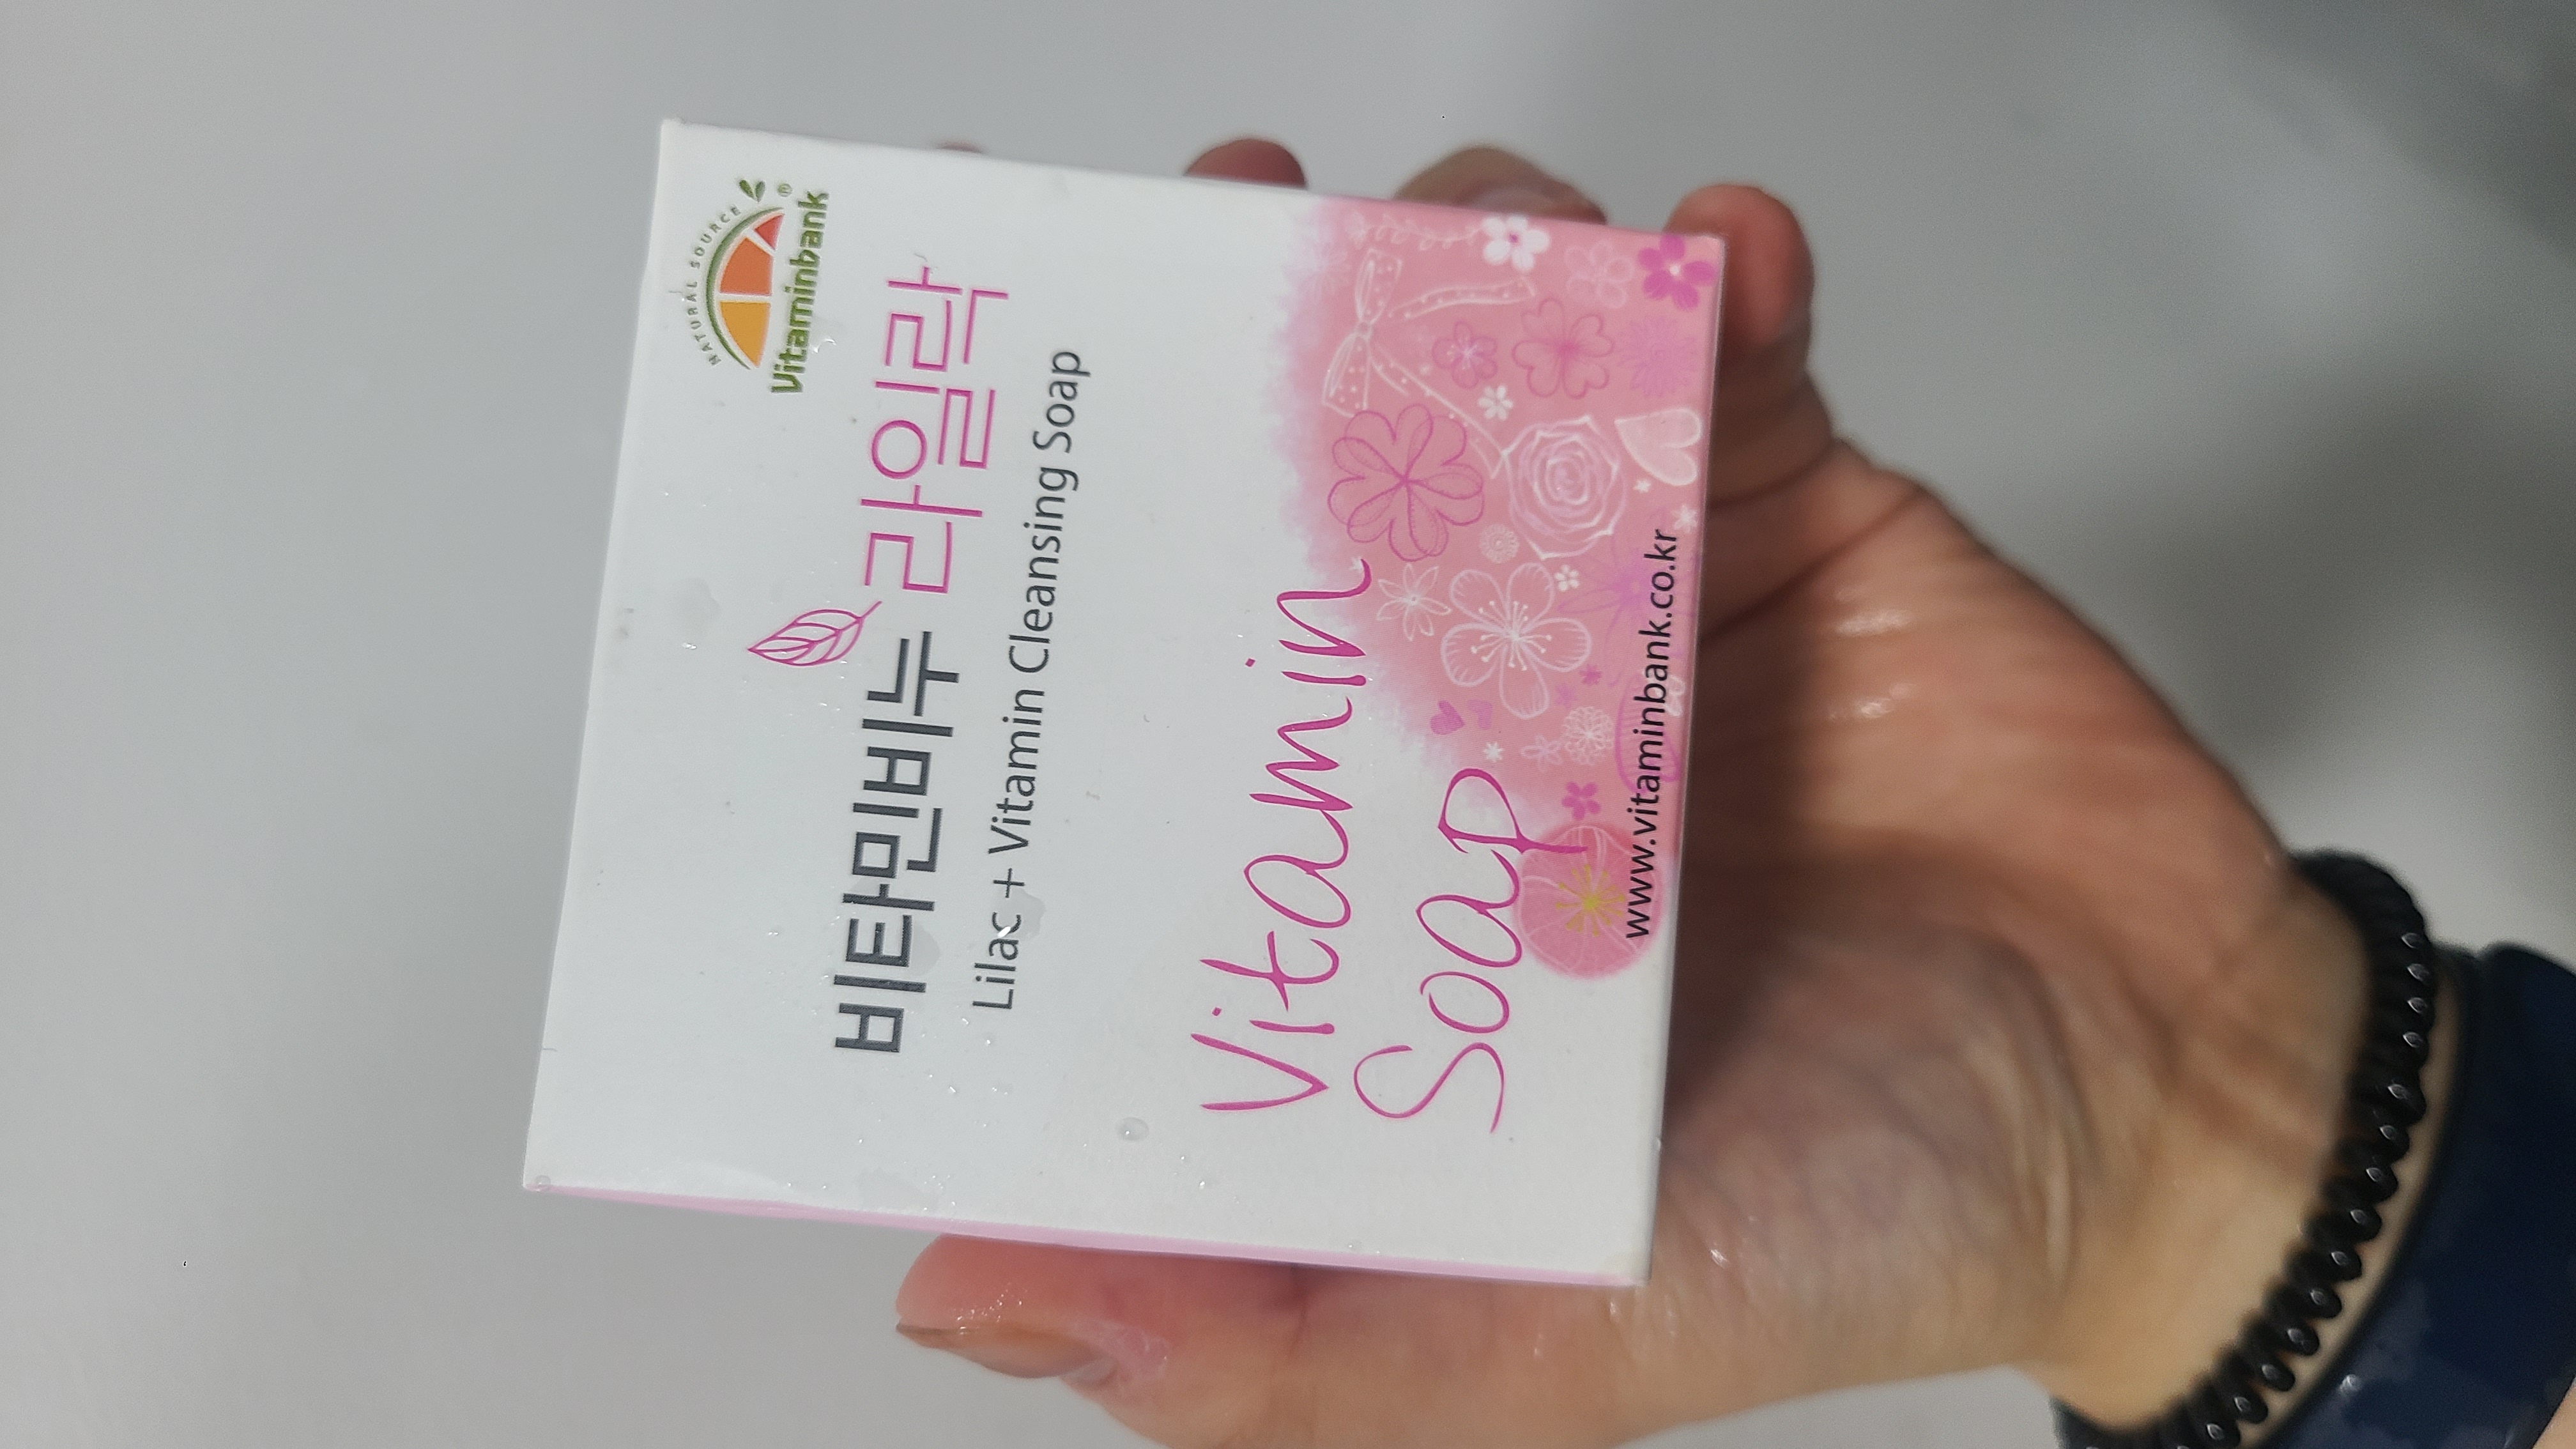 NATURAL SOURCE
Vitaminbank®
비타민비누 라일락
Lilac + Vitamin Cleansing Soap
Vitamin
Soap
www.vitaminbank.co.kr